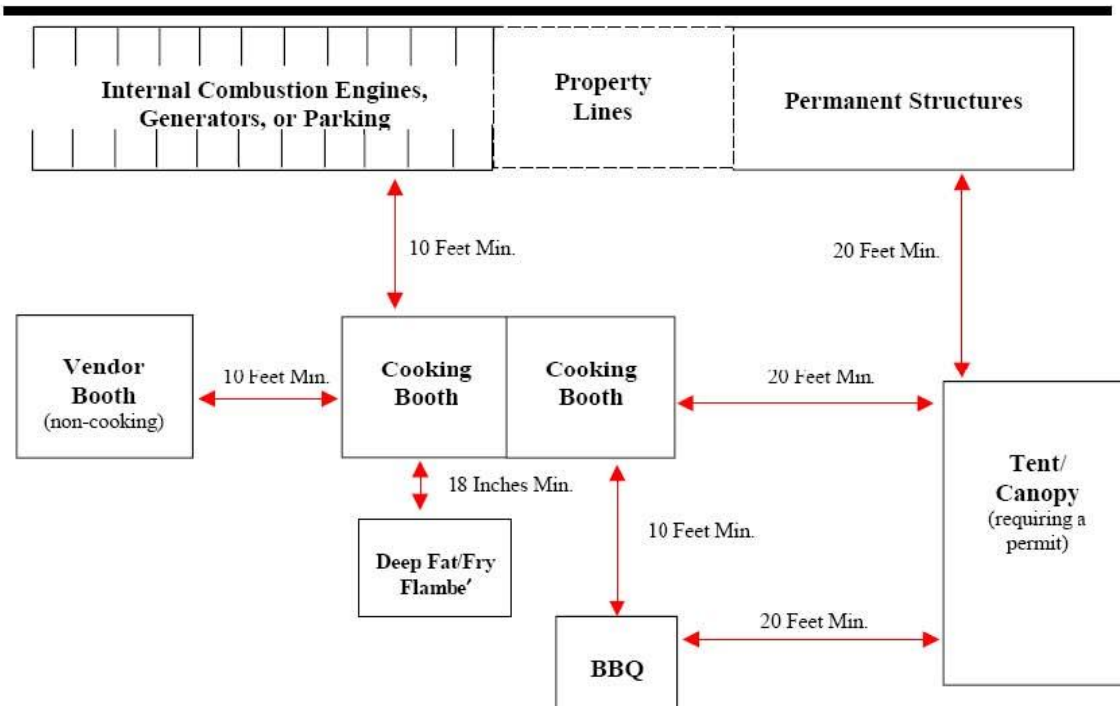 Internal Combustion Engines,
Generators, or Parking
Property
Lines
Permanent Structures
10 Feet Min.
20 Feet Min.
Vendor
Booth
(non-cooking)
10 Feet Min.
Cooking
Booth
Cooking
Booth
20 Feet Min.
Tent/
Canopy
(requiring a
permit)
18 Inches Min.
10 Feet Min.
Deep Fat/Fry
Flambe′
20 Feet Min.
BBQ